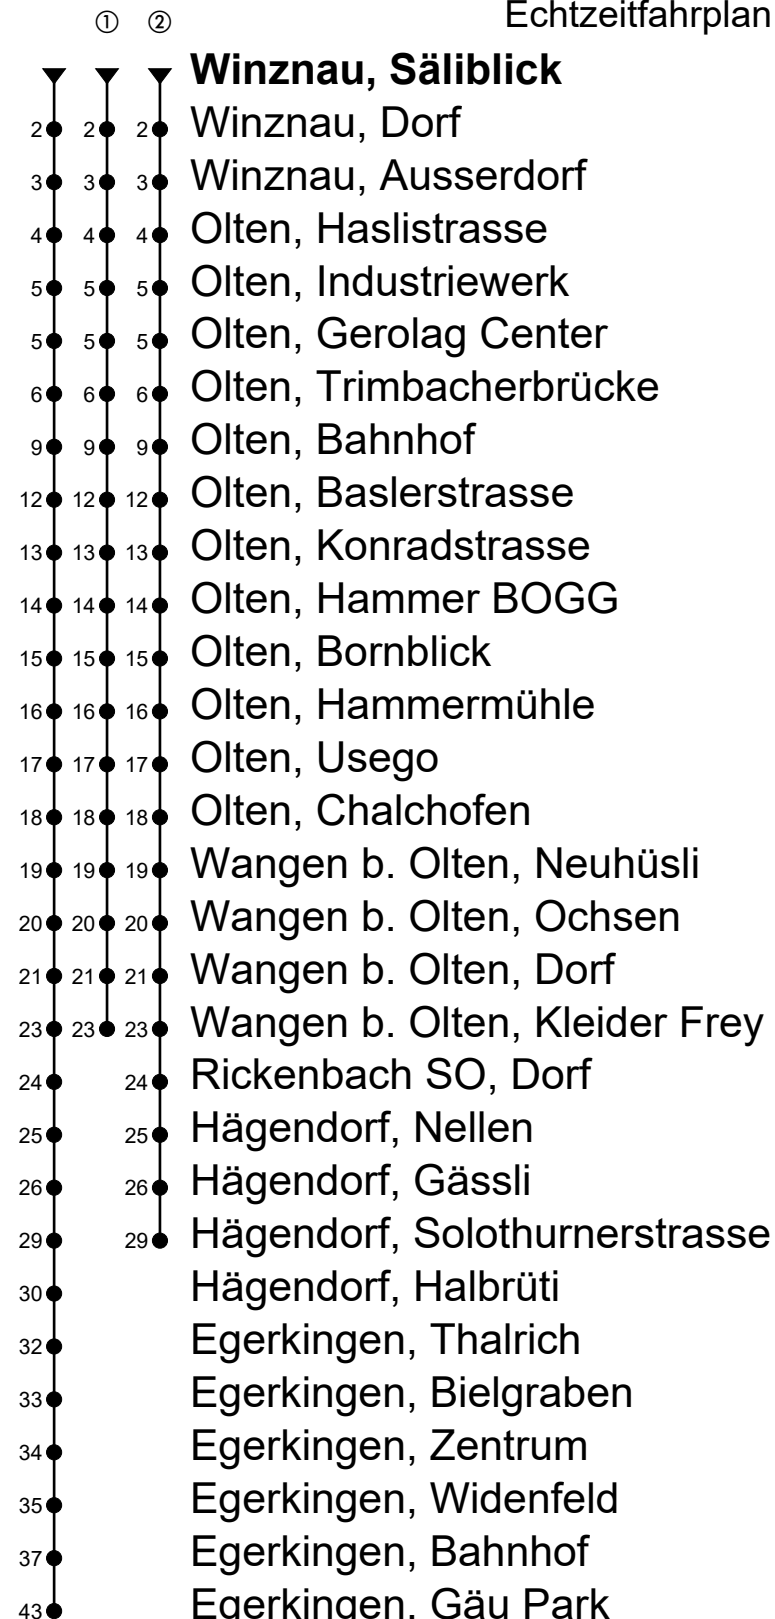 ① ② Echtzeitfahrplan
Winznau, Säliblick
2 2 2 Winznau, Dorf
3 3 3 Winznau, Ausserdorf
4 4 4 Olten, Haslistrasse
5 5 5 Olten, Industriewerk
5 5 5 Olten, Gerolag Center
6 6 6 Olten, Trimbacherbrücke
9 9 9 Olten, Bahnhof
12 12 12 Olten, Baslerstrasse
13 13 13 Olten, Konradstrasse
14 14 14 Olten, Hammer BOGG
15 15 15 Olten, Bornblick
16 16 16 Olten, Hammermühle
17 17 17 Olten, Usego
18 18 18 Olten, Chalchofen
19 19 19 Wangen b. Olten, Neuhüsli
20 20 20 Wangen b. Olten, Ochsen
21 21 21 Wangen b. Olten, Dorf
23 23 23 Wangen b. Olten, Kleider Frey
24 24 Rickenbach SO, Dorf
25 25 Hägendorf, Nellen
26 26 Hägendorf, Gässli
29 29 Hägendorf, Solothurnerstrasse
30 Hägendorf, Halbrüti
32 Egerkingen, Thalrich
33 Egerkingen, Bielgraben
34 Egerkingen, Zentrum
35 Egerkingen, Widenfeld
37 Egerkingen, Bahnhof
43 Egerkingen, Gäu Park